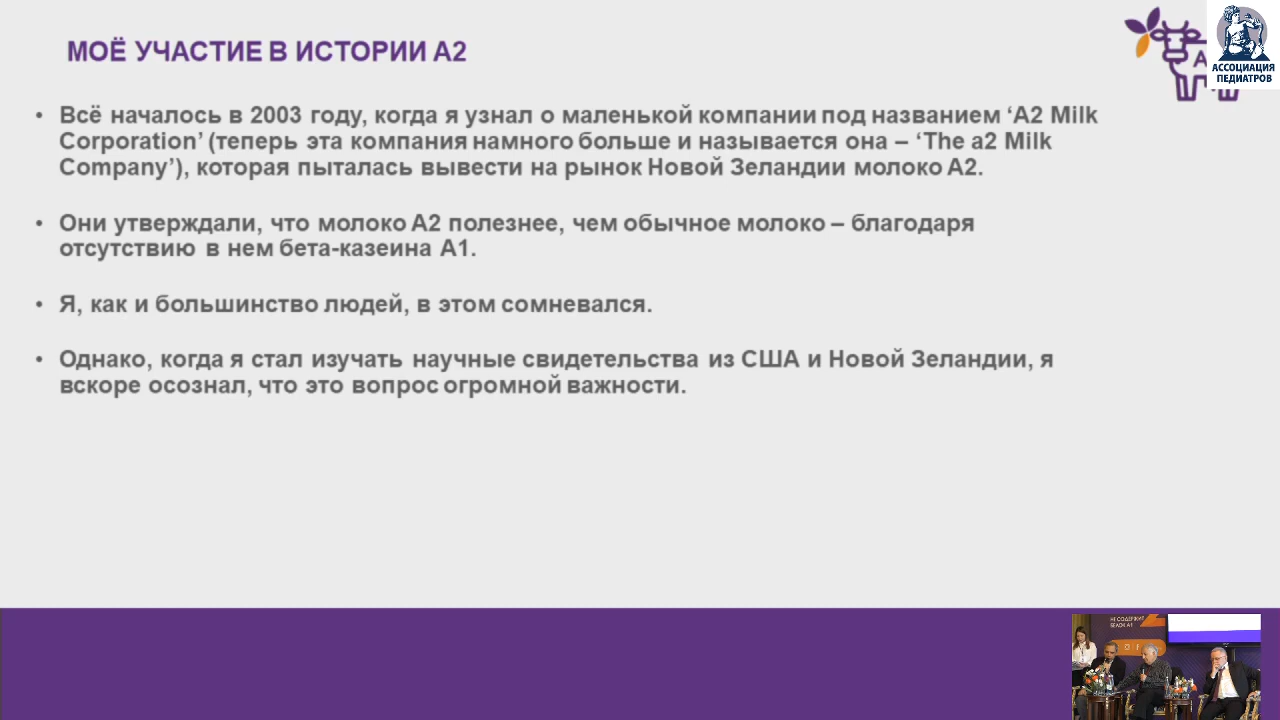 МОЁ УЧАСТИЕ В ИСТОРИИ А2
АССОЦИАЦИЯ
ПЕДИАТРОВ
• Всё началось в 2003 году, когда я узнал о маленькой компании под названием ‘A2 Milk
Corporation’ (теперь эта компания намного больше и называется она – ‘The a2 Milk
Company’), которая пыталась вывести на рынок Новой Зеландии молоко А2.
• Они утверждали, что молоко А2 полезнее, чем обычное молоко – благодаря
отсутствию в нем бета-казеина А1.
• Я, как и большинство людей, в этом сомневался.
• Однако, когда я стал изучать научные свидетельства из США и Новой Зеландии, я
вскоре осознал, что это вопрос огромной важности.
НЕ СОДЕРЖИТ
БЕЛОК А1